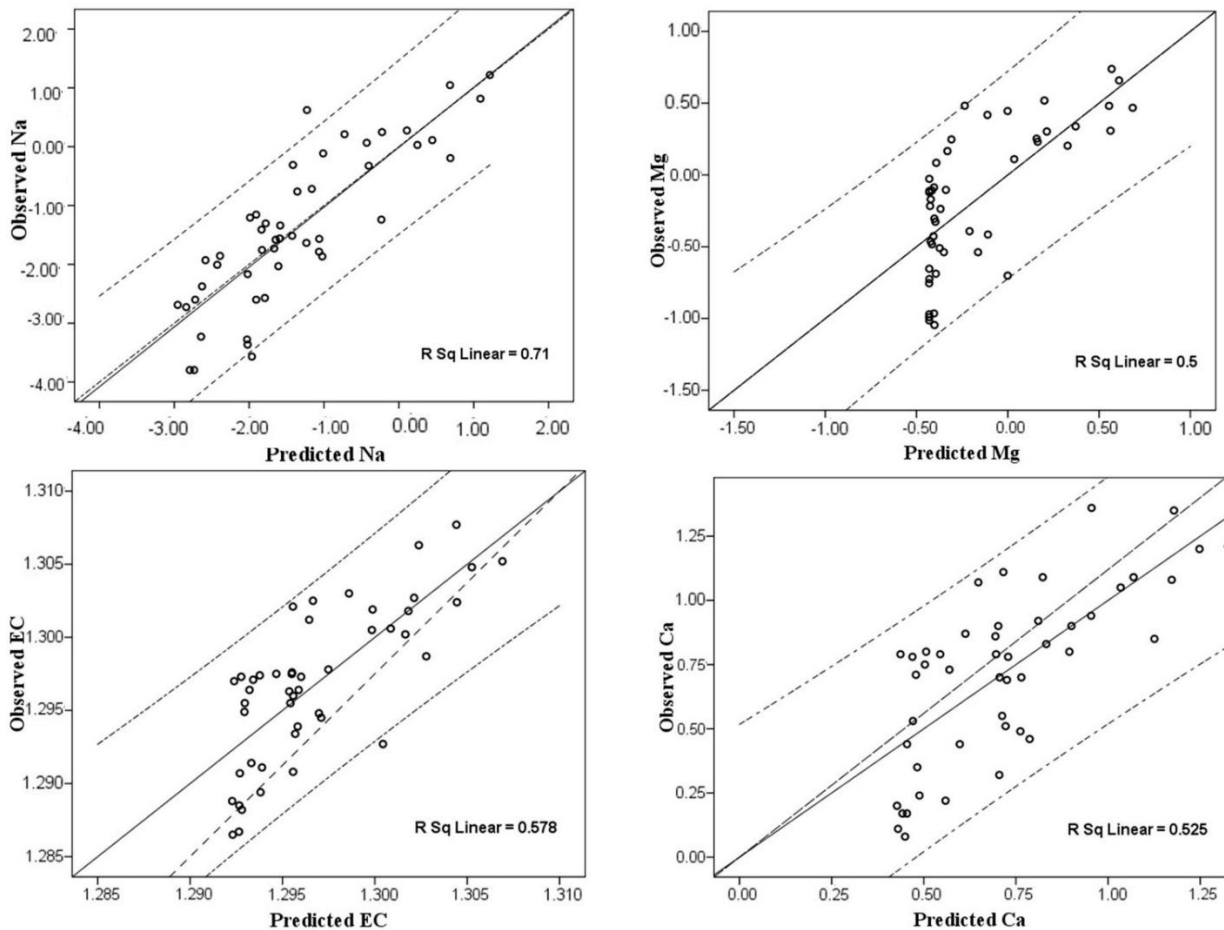 2.00
1.00
0.00
-1.00
-2.00
-3.00
-4.00
Observed Na
R Sq Linear = 0.71
-4.00 -3.00 -2.00 -1.00 0.00 1.00 2.00
Predicted Na
1.00
0.50
0.00
-0.50
-1.00
-1.50
Observed Mg
R Sq Linear = 0.5
-1.50 -1.00 -0.50 0.00 0.50 1.00
Predicted Mg
1.310
1.305
1.300
1.295
1.290
1.285
Observed EC
R Sq Linear = 0.578
1.285 1.290 1.295 1.300 1.305 1.310
Predicted EC
1.25
1.00
0.75
0.50
0.25
0.00
Observed Ca
R Sq Linear = 0.525
0.00 0.25 0.50 0.75 1.00 1.25
Predicted Ca